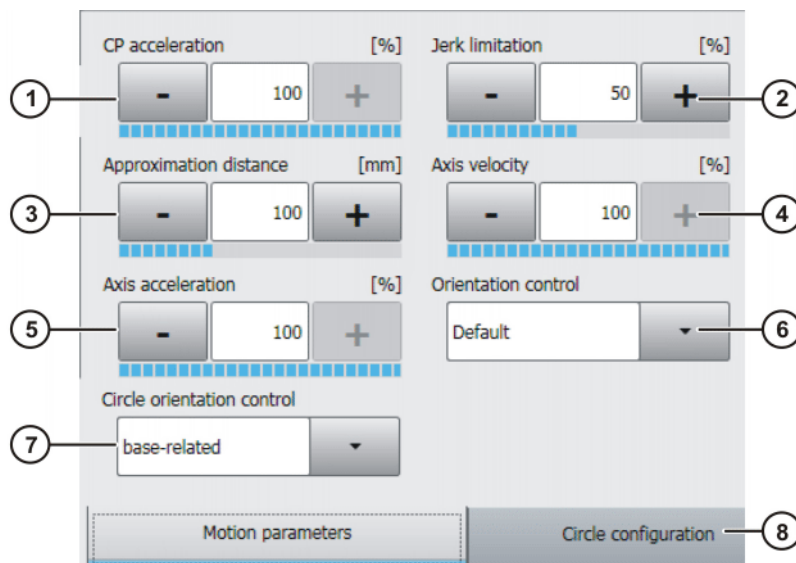 CP acceleration [%] Jerk limitation [%]
1 - 100 + - 50 + 2
Approximation distance [mm] Axis velocity [%]
3 - 100 + - 100 + 4
Axis acceleration [%] Orientation control
5 - 100 + Default 6
Circle orientation control
7 base-related
Motion parameters Circle configuration 8